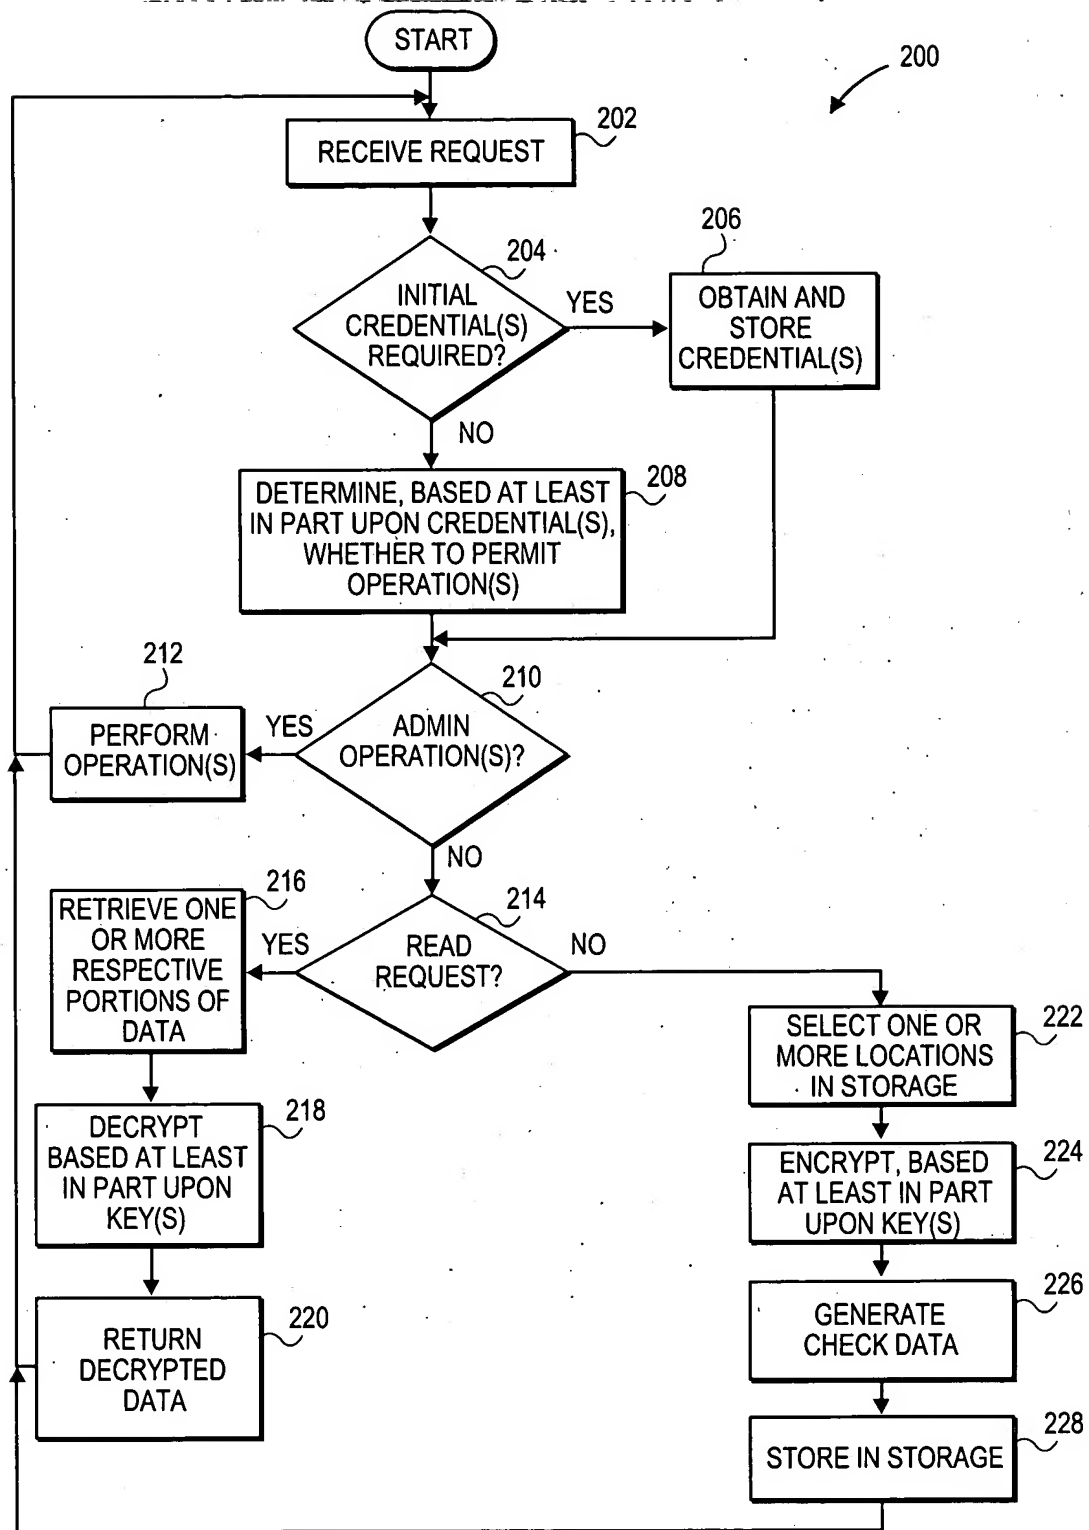 START
200
202
RECEIVE REQUEST
204
206
INITIAL
CREDENTIAL(S)
REQUIRED?
YES
OBTAIN AND
STORE
CREDENTIAL(S)
NO
208
DETERMINE, BASED AT LEAST
IN PART UPON CREDENTIAL(S),
WHETHER TO PERMIT
OPERATION(S)
212
210
PERFORM
OPERATION(S)
YES
ADMIN
OPERATION(S)?
NO
216
214
RETRIEVE ONE
OR MORE
RESPECTIVE
PORTIONS OF
DATA
YES
READ
REQUEST?
NO
222
SELECT ONE OR
MORE LOCATIONS
IN STORAGE
218
DECRYPT
BASED AT LEAST
IN PART UPON
KEY(S)
224
ENCRYPT, BASED
AT LEAST IN PART
UPON KEY(S)
220
RETURN
DECRYPTED
DATA
226
GENERATE
CHECK DATA
228
STORE IN STORAGE